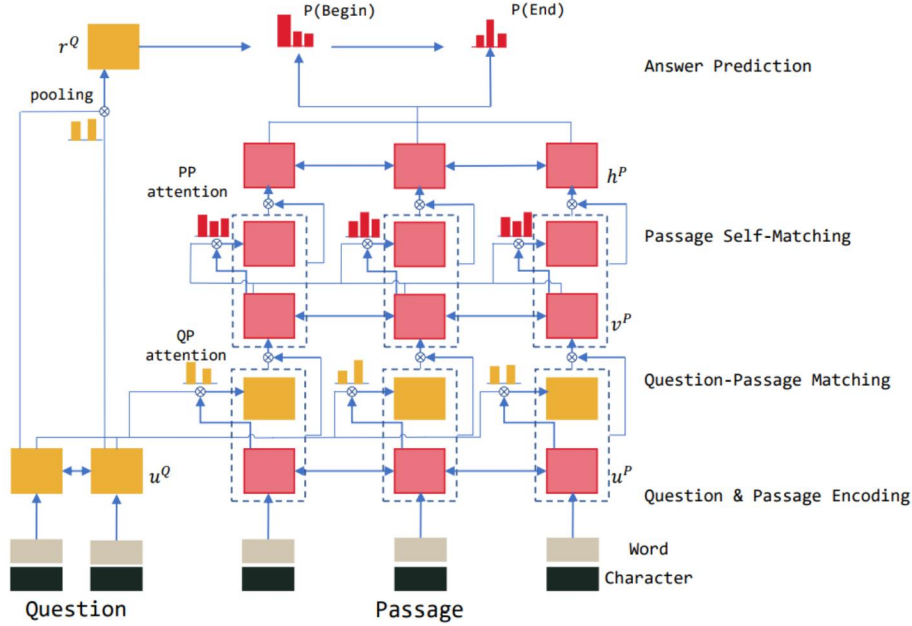 P(Begin)
P(End)
r^Q
Answer Prediction
pooling
PP
attention
h^P
Passage Self-Matching
v^P
QP
attention
Question-Passage Matching
u^Q
u^P
Question & Passage Encoding
Word
Character
Question
Passage